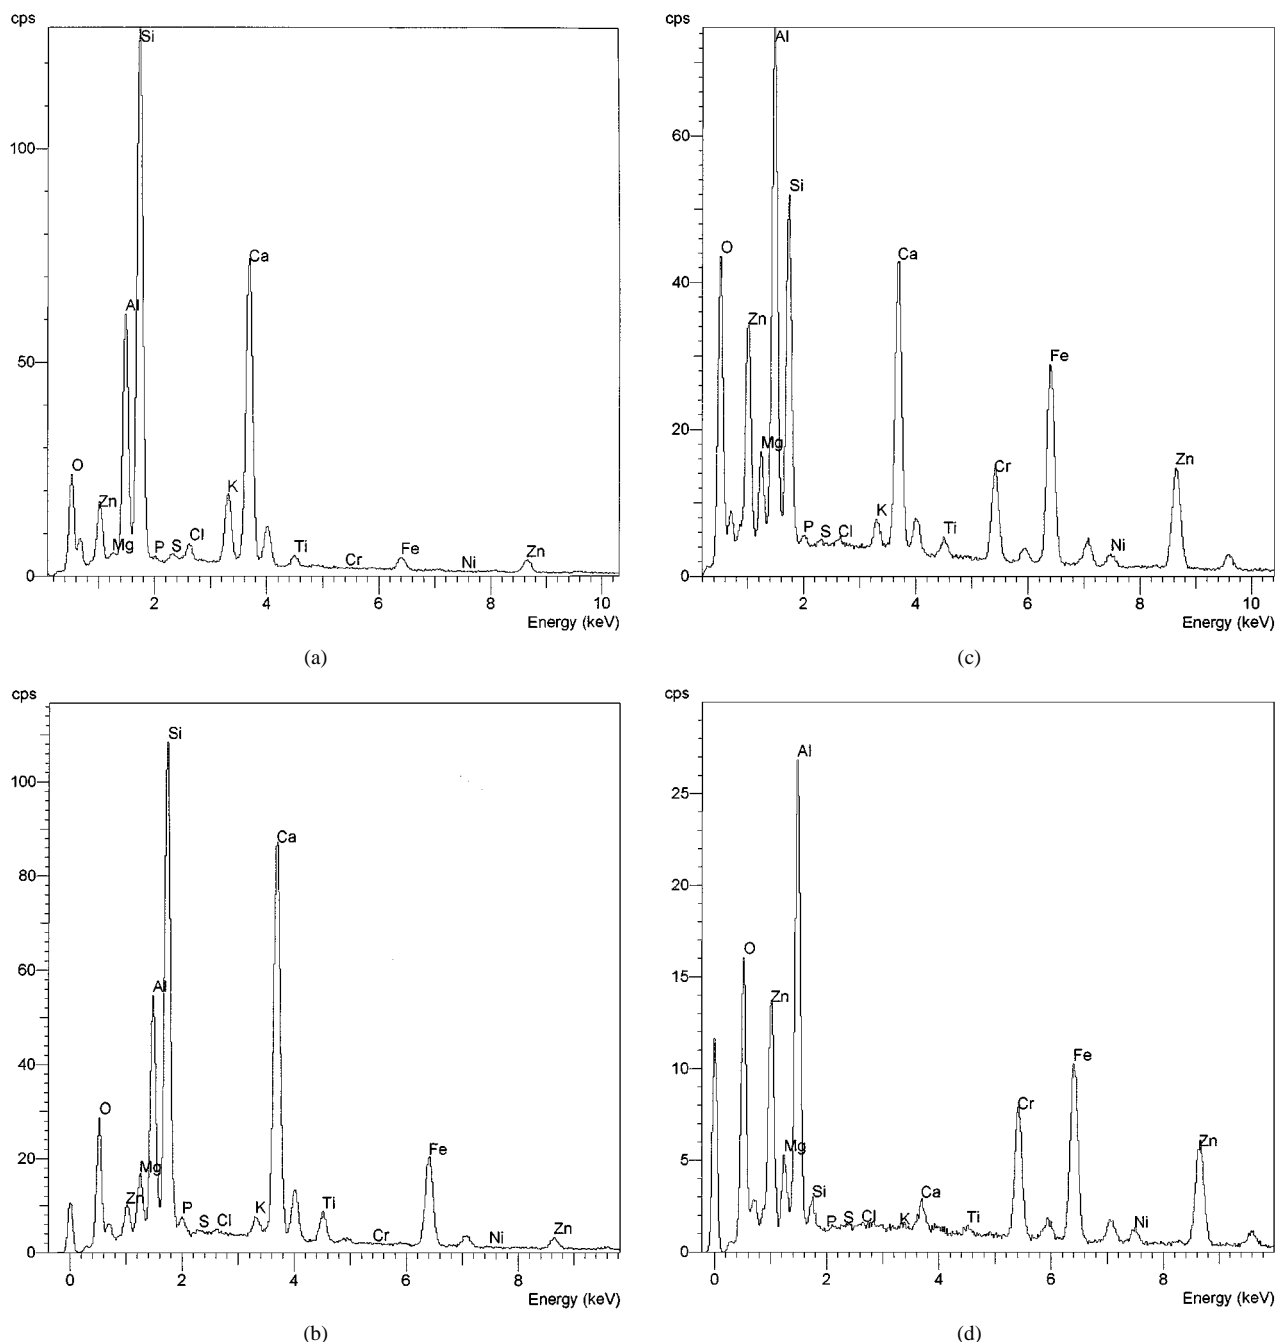 cps
Si
100
Ca
Al
50
O
Zn
Mg
P
S
Cl
K
Ti
Cr
Fe
Ni
Zn
0
2
4
6
8
10
Energy (keV)
(a)
cps
Al
60
Si
O
Ca
40
Zn
Fe
20
Mg
Cr
Zn
K
P
S
Cl
Ti
Ni
0
2
4
6
8
10
Energy (keV)
(c)
cps
Si
100
Ca
80
60
Al
40
O
20
Mg
Fe
Zn
P
S
Cl
K
Ti
Cr
Ni
Zn
0
0
2
4
6
8
Energy (keV)
(b)
cps
Al
25
20
O
15
Zn
10
Fe
Cr
Mg
Zn
5
Si
Ca
P
S
Cl
K
Ti
Ni
0
0
2
4
6
8
Energy (keV)
(d)